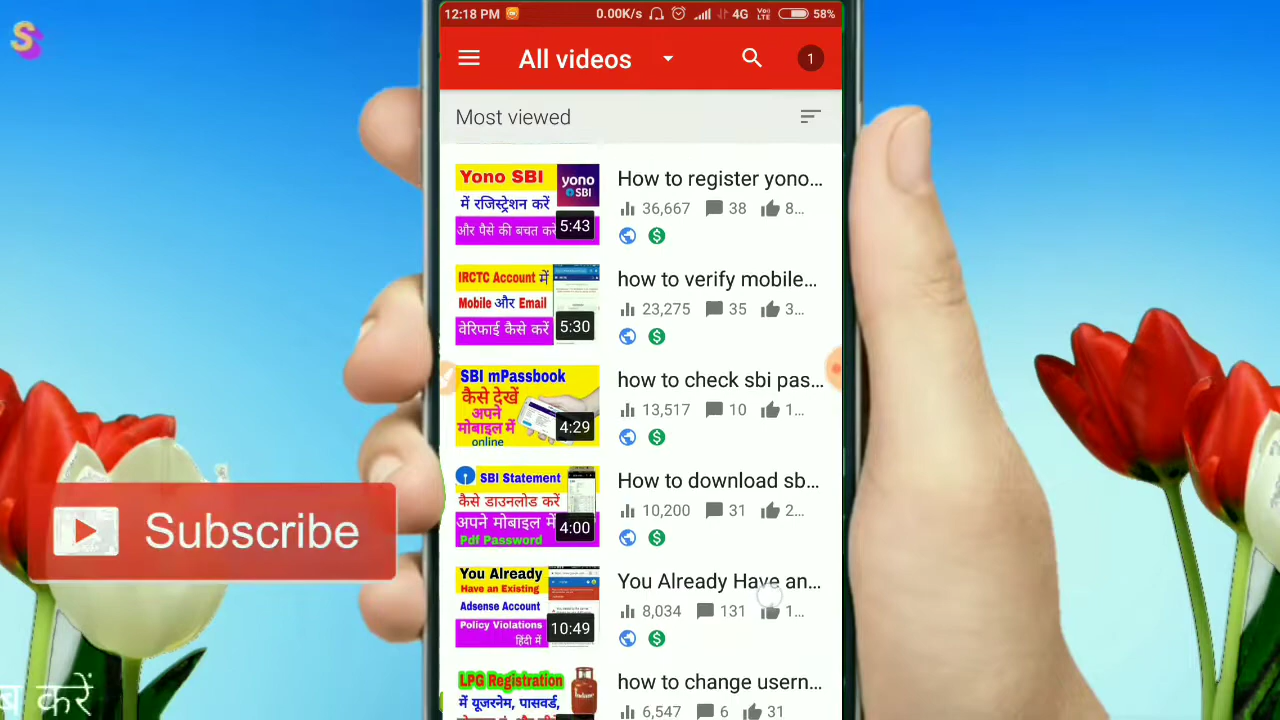 S
12:18 PM 0.00K/s 4G VoLTE 58%
All videos 1
Most viewed
Yono SBI
yono
SBI
में रजिस्ट्रेशन करें
और पैसे की बचत करें
5:43
How to register yono...
36,667 38 8...
IRCTC Account में
Mobile और Email
वेरिफाई कैसे करें
5:30
how to verify mobile...
23,275 35 3...
SBI mPassbook
कैसे देखें
अपने
मोबाइल में
online
4:29
how to check sbi pas...
13,517 10 1...
SBI Statement
कैसे डाउनलोड करें
अपने मोबाइल में
Pdf Password
4:00
How to download sb...
10,200 31 2...
You Already
Have an Existing
Adsense Account
Policy Violations
हिंदी में
10:49
You Already Have an...
8,034 131 1...
LPG Registration
में यूजरनेम, पासवर्ड,
how to change usern...
6,547 6 31
Subscribe
करें